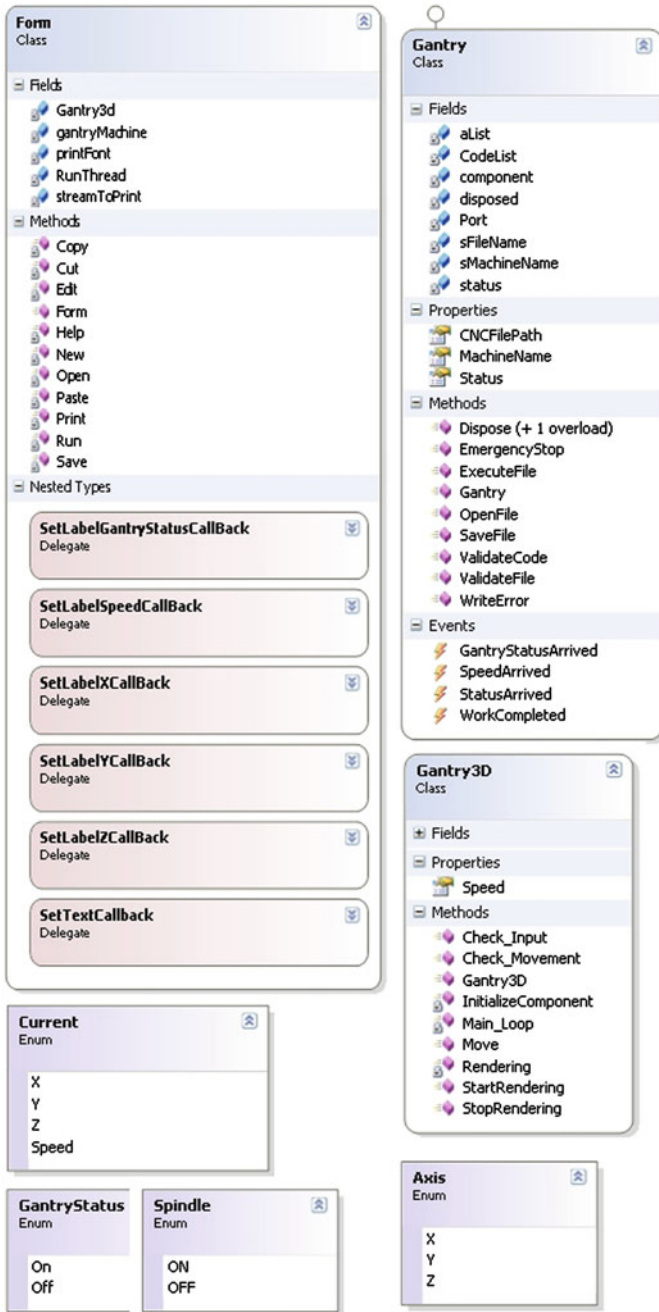 Form
Class
Fields
Gantry3d
gantryMachine
printFont
RunThread
streamToPrint
Methods
Copy
Cut
Edit
Form
Help
New
Open
Paste
Print
Run
Save
Nested Types
SetLabelGantryStatusCallBack
Delegate
SetLabelSpeedCallBack
Delegate
SetLabelXCallBack
Delegate
SetLabelYCallBack
Delegate
SetLabelZCallBack
Delegate
SetTextCallback
Delegate
Gantry
Class
Fields
aList
CodeList
component
disposed
Port
sFileName
sMachineName
status
Properties
CNCFilePath
MachineName
Status
Methods
Dispose (+ 1 overload)
EmergencyStop
ExecuteFile
Gantry
OpenFile
SaveFile
ValidateCode
ValidateFile
WriteError
Events
GantryStatusArrived
SpeedArrived
StatusArrived
WorkCompleted
Gantry3D
Class
Fields
Properties
Speed
Methods
Check_Input
Check_Movement
Gantry3D
InitializeComponent
Main_Loop
Move
Rendering
StartRendering
StopRendering
Current
Enum
X
Y
Z
Speed
GantryStatus
Enum
On
Off
Spindle
Enum
ON
OFF
Axis
Enum
X
Y
Z